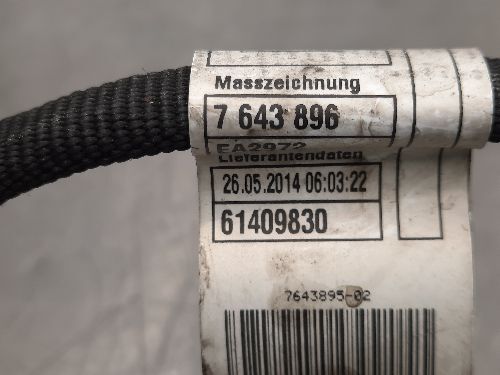 Masszeichnung
7 643 896
EA2972
Lieferantendaten
26.05.2014 06:03:22
61409830
7643895-02